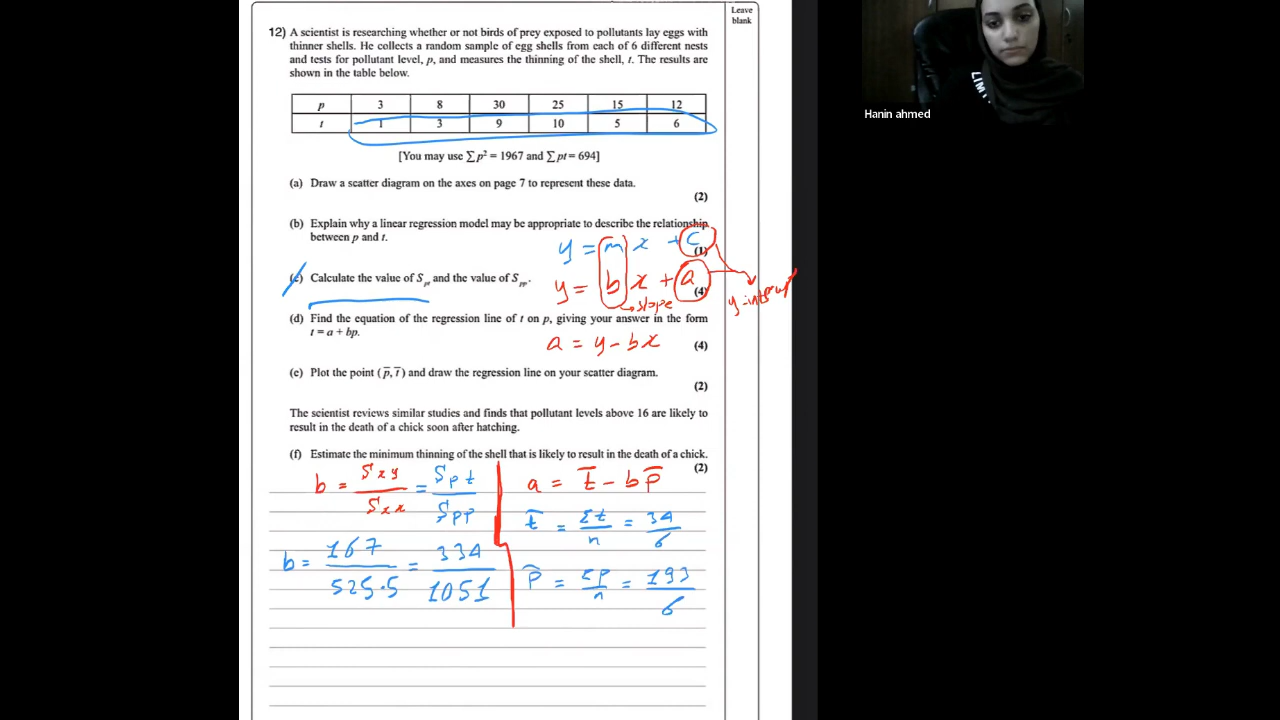 Leave
blank
12) A scientist is researching whether or not birds of prey exposed to pollutants lay eggs with
thinner shells. He collects a random sample of egg shells from each of 6 different nests
and tests for pollutant level, p, and measures the thinning of the shell, t. The results are
shown in the table below.
p 3 8 30 25 15 12
t 1 3 9 10 5 6
[You may use ∑p² = 1967 and ∑pt = 694]
(a) Draw a scatter diagram on the axes on page 7 to represent these data.
(2)
(b) Explain why a linear regression model may be appropriate to describe the relationship
between p and t.
(1)
y = m x + c
(c) Calculate the value of Spt and the value of Spp.
(4)
y = b x + a
slope
y-intercept
(d) Find the equation of the regression line of t on p, giving your answer in the form
t = a + bp.
(4)
a = y - bx
(e) Plot the point (p̄, t̄) and draw the regression line on your scatter diagram.
(2)
The scientist reviews similar studies and finds that pollutant levels above 16 are likely to
result in the death of a chick soon after hatching.
(f) Estimate the minimum thinning of the shell that is likely to result in the death of a chick.
(2)
b = Sxy/Sxx = Spt/Spp
b = 167/525.5 = 334/1051
a = t̄ - bp̄
t̄ = Σt/n = 34/6
p̄ = Σp/n = 193/6
Hanin ahmed
LIMIT